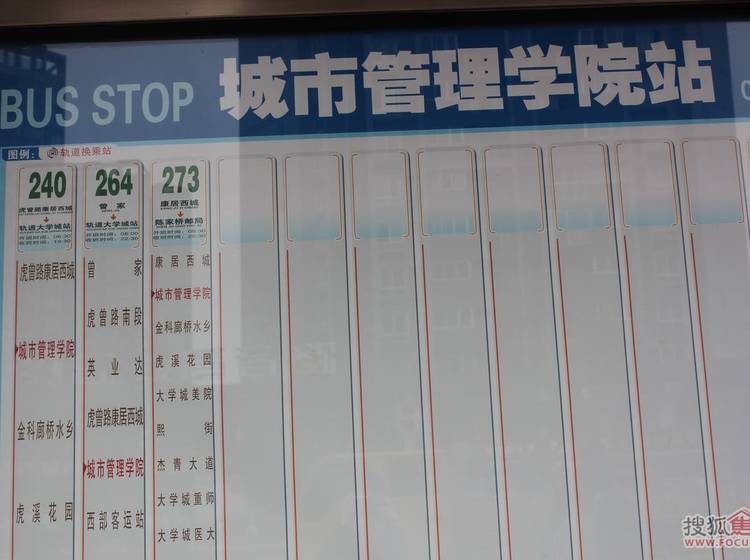 BUS STOP 城市管理学院站
图例: 轨道换乘站
240
虎曾路康居西城
轨道大学城站
虎曾路康居西城
城市管理学院
金科廊桥水乡
虎溪花园
264
曾家
轨道大学城站
曾家
虎曾路南段
英业达
虎曾路康居西城
城市管理学院
西部客运站
273
康居西城
陈家桥邮局
康居西城
城市管理学院
金科廊桥水乡
虎溪花园
大学城美院
熙街
杰青大道
大学城重师
大学城医大
搜狐焦
www.FOCU